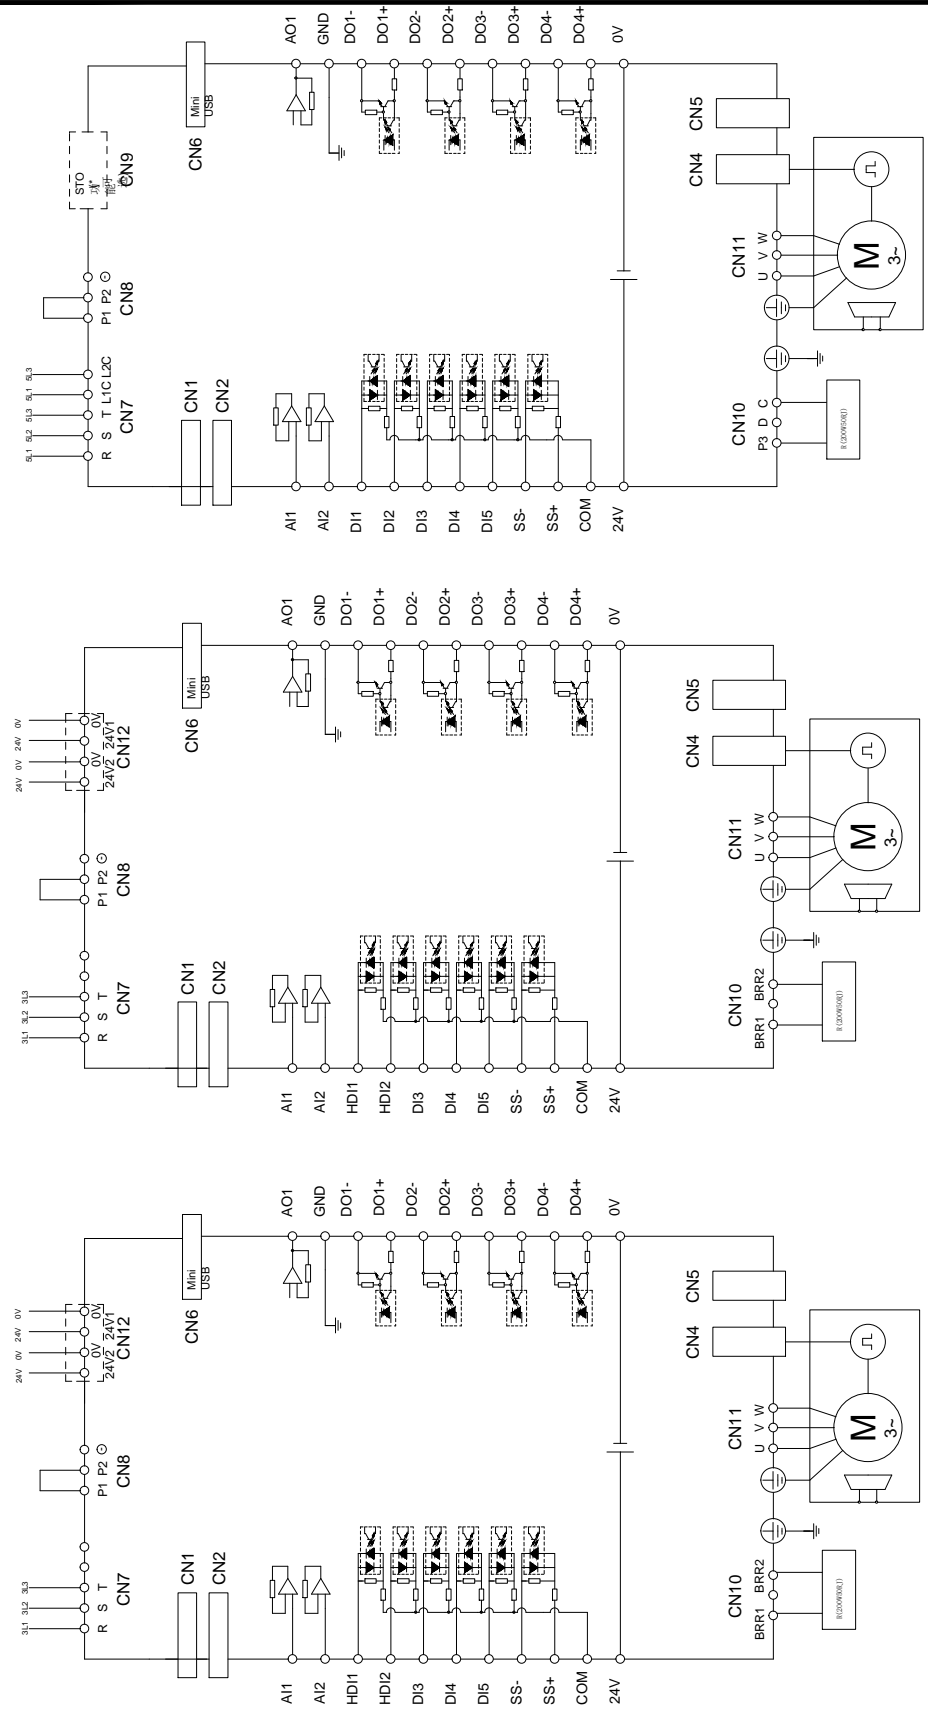 5L1 5L2 5L3 5L1 5L3
R S T L1C L2C
CN7
P1 P2
CN8
STO
CN9
CN1
CN2
Mini
USB
CN6
AI1
AI2
DI1
DI2
DI3
DI4
DI5
SS-
SS+
COM
24V
AO1
GND
DO1-
DO1+
DO2-
DO2+
DO3-
DO3+
DO4-
DO4+
0V
CN10
P3 D C
CN11
U V W
CN4
CN5
M
3~
3L1 3L2 3L3
R S T
CN7
P1 P2
CN8
24V 0V 24V 0V
24V2 0V 24V1 0V
CN12
CN1
CN2
Mini
USB
CN6
AI1
AI2
HDI1
HDI2
DI3
DI4
DI5
SS-
SS+
COM
24V
AO1
GND
DO1-
DO1+
DO2-
DO2+
DO3-
DO3+
DO4-
DO4+
0V
CN10
BRR1 BRR2
CN11
U V W
CN4
CN5
M
3~
3L1 3L2 3L3
R S T
CN7
P1 P2
CN8
24V 0V 24V 0V
24V2 0V 24V1 0V
CN12
CN1
CN2
Mini
USB
CN6
AI1
AI2
HDI1
HDI2
DI3
DI4
DI5
SS-
SS+
COM
24V
AO1
GND
DO1-
DO1+
DO2-
DO2+
DO3-
DO3+
DO4-
DO4+
0V
CN10
BRR1 BRR2
CN11
U V W
CN4
CN5
M
3~